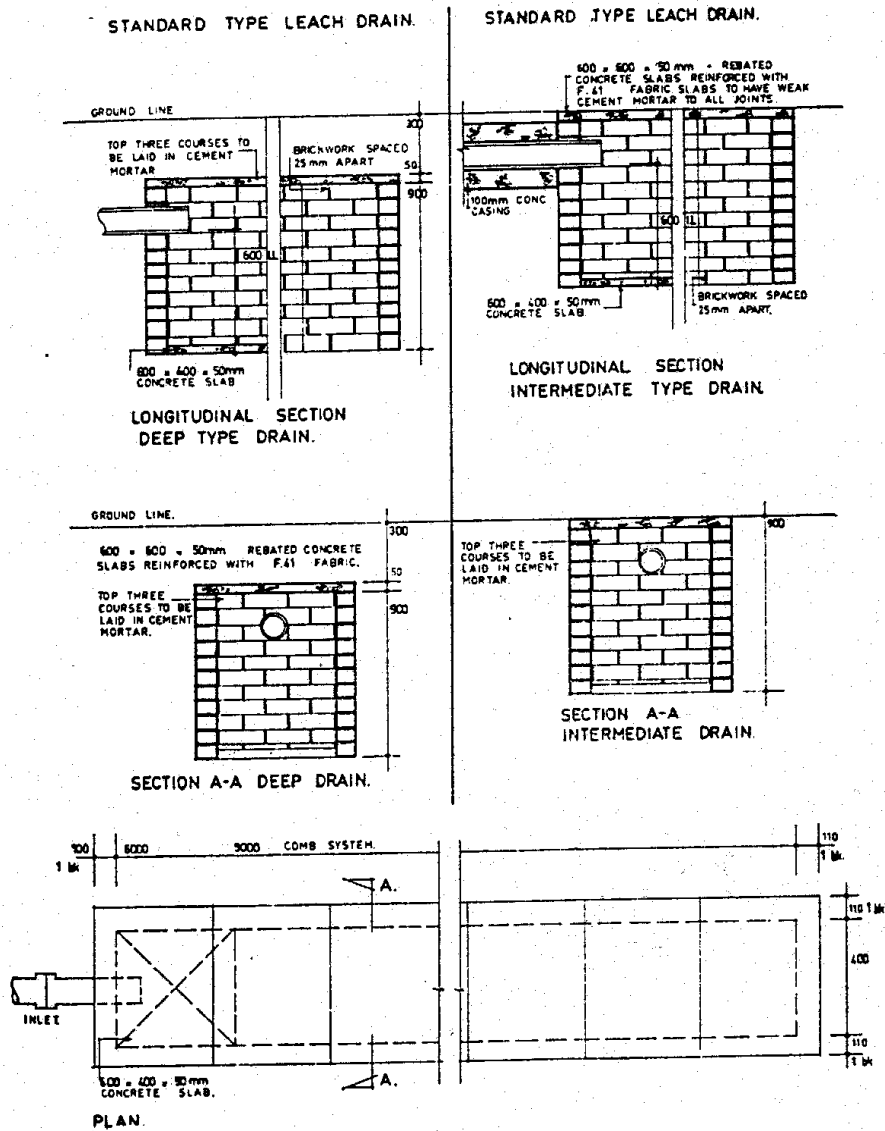 STANDARD TYPE LEACH DRAIN.
GROUND LINE
TOP THREE COURSES TO
BE LAID IN CEMENT
MORTAR
BRICKWORK SPACED
25mm APART
300
50
900
600 I.L.
600 x 400 x 50mm
CONCRETE SLAB
LONGITUDINAL SECTION
DEEP TYPE DRAIN.
STANDARD TYPE LEACH DRAIN.
600 x 600 x 50mm - REBATED
CONCRETE SLABS REINFORCED WITH
F.41 FABRIC. SLABS TO HAVE WEAK
CEMENT MORTAR TO ALL JOINTS.
100mm CONC
CASING
600 I.L.
600 x 400 x 50mm
CONCRETE SLAB.
BRICKWORK SPACED
25mm APART.
LONGITUDINAL SECTION
INTERMEDIATE TYPE DRAIN.
GROUND LINE.
600 x 600 x 50mm REBATED CONCRETE
SLABS REINFORCED WITH F.41 FABRIC.
TOP THREE
COURSES TO BE
LAID IN CEMENT
MORTAR.
300
50
900
SECTION A-A DEEP DRAIN.
TOP THREE
COURSES TO BE
LAID IN CEMENT
MORTAR.
900
SECTION A-A
INTERMEDIATE DRAIN.
1 bk
6000
9000 COMB SYSTEM.
110
1 bk.
A.
110 1 bk
400
110
1 bk
INLET
600 x 400 x 50mm
CONCRETE SLAB.
A.
PLAN.